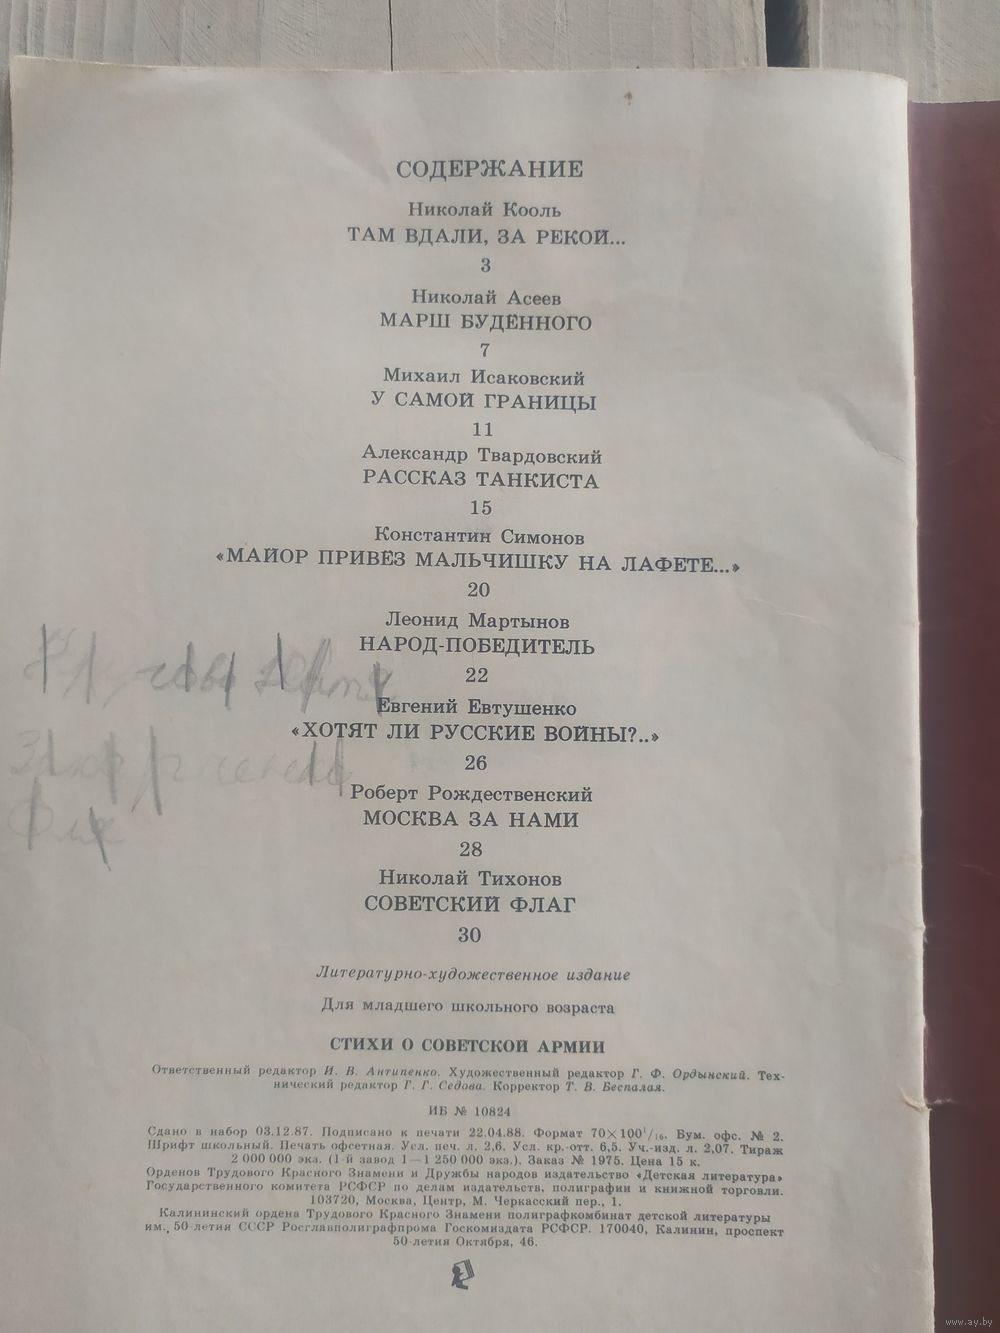 СОДЕРЖАНИЕ
Николай Кооль
ТАМ ВДАЛИ, ЗА РЕКОЙ...
3
Николай Асеев
МАРШ БУДЁННОГО
7
Михаил Исаковский
У САМОЙ ГРАНИЦЫ
11
Александр Твардовский
РАССКАЗ ТАНКИСТА
15
Константин Симонов
«МАЙОР ПРИВЁЗ МАЛЬЧИШКУ НА ЛАФЕТЕ...»
20
Леонид Мартынов
НАРОД-ПОБЕДИТЕЛЬ
22
Евгений Евтушенко
«ХОТЯТ ЛИ РУССКИЕ ВОЙНЫ?..»
26
Роберт Рождественский
МОСКВА ЗА НАМИ
28
Николай Тихонов
СОВЕТСКИЙ ФЛАГ
30
Литературно-художественное издание
Для младшего школьного возраста
СТИХИ О СОВЕТСКОЙ АРМИИ
Ответственный редактор И. В. Антипенко. Художественный редактор Г. Ф. Ордынский. Тех-
нический редактор Г. Г. Седова. Корректор Т. В. Беспалая.
ИБ № 10824
Сдано в набор 03.12.87. Подписано к печати 22.04.88. Формат 70×100¹/₁₆. Бум. офс. № 2.
Шрифт школьный. Печать офсетная. Усл. печ. л. 2,6. Усл. кр.-отт. 6,5. Уч.-изд. л. 2,07. Тираж
2 000 000 экз. (1-й завод 1—1 250 000 экз.). Заказ № 1975. Цена 15 к.
Орденов Трудового Красного Знамени и Дружбы народов издательство «Детская литература»
Государственного комитета РСФСР по делам издательств, полиграфии и книжной торговли.
103720, Москва, Центр, М. Черкасский пер., 1.
Калининский ордена Трудового Красного Знамени полиграфкомбинат детской литературы
им. 50-летия СССР Росглавполиграфпрома Госкомиздата РСФСР. 170040, Калинин, проспект
50-летия Октября, 46.
www.ay.by